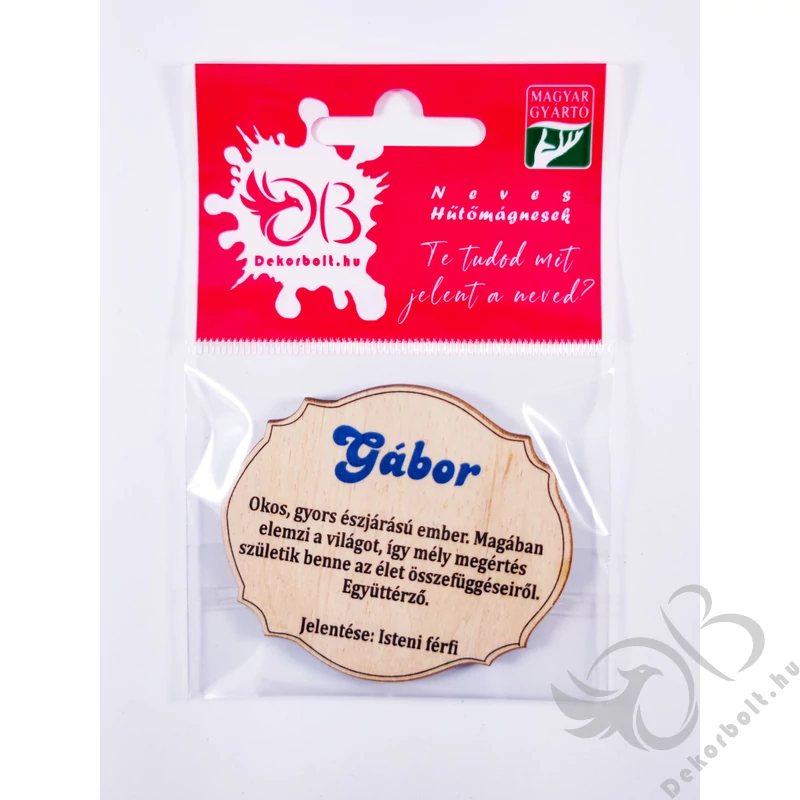 MAGYAR
GYÁRTÓ
DB
Dekorbolt.hu
Neves
Hűtőmágnesek
Te tudod mit
jelent a neved?
Gábor
Okos, gyors észjárású ember. Magában
elemzi a világot, így mély megértés
születik benne az élet összefüggéseiről.
Együttérző.
Jelentése: Isteni férfi
DB
Dekorbolt.hu